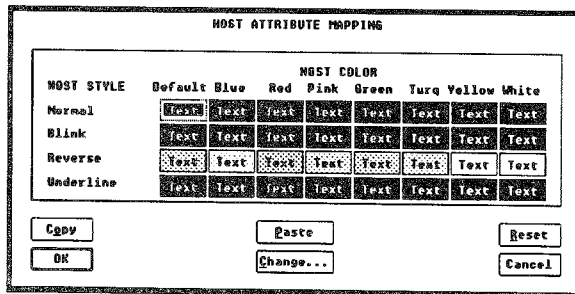 HOST ATTRIBUTE MAPPING
HOST COLOR
HOST STYLE Default Blue Red Pink Green Turq Yellow White
Normal Text Text Text Text Text Text Text Text
Blink Text Text Text Text Text Text Text Text
Reverse Text Text Text Text Text Text Text Text
Underline Text Text Text Text Text Text Text Text
Copy Paste Reset
OK Change... Cancel